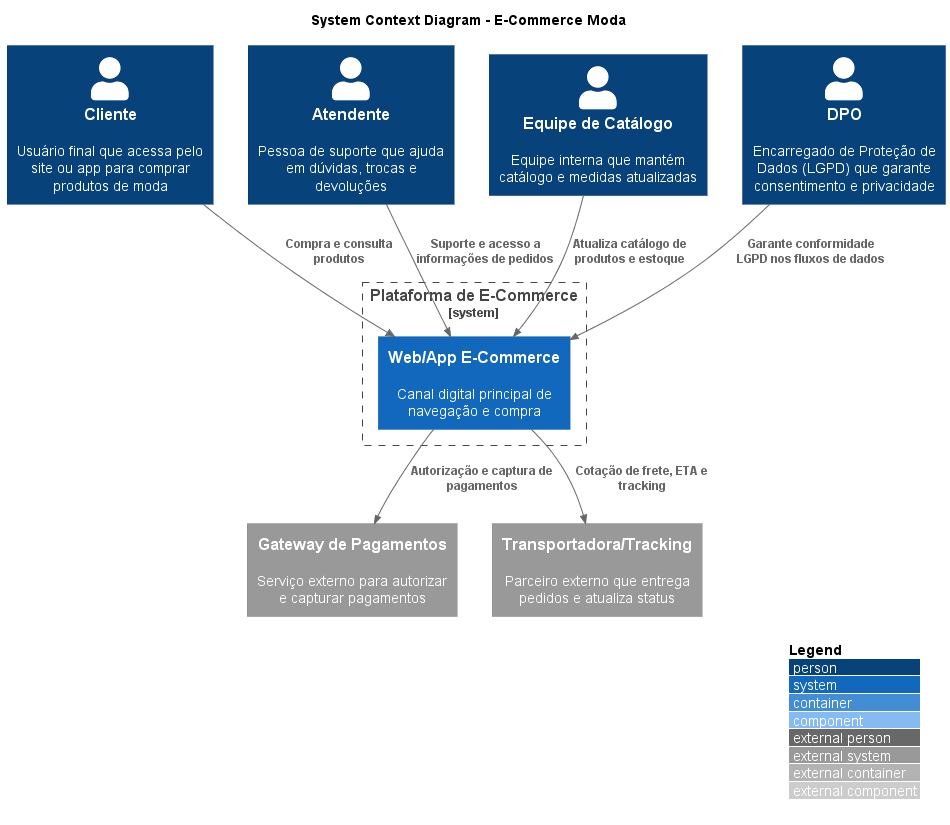 System Context Diagram - E-Commerce Moda
Cliente
Usuário final que acessa pelo
site ou app para comprar
produtos de moda
Atendente
Pessoa de suporte que ajuda
em dúvidas, trocas e
devoluções
Equipe de Catálogo
Equipe interna que mantém
catálogo e medidas atualizadas
DPO
Encarregado de Proteção de
Dados (LGPD) que garante
consentimento e privacidade
Compra e consulta
produtos
Suporte e acesso a
informações de pedidos
Atualiza catálogo de
produtos e estoque
Garante conformidade
LGPD nos fluxos de dados
Plataforma de E-Commerce
[system]
Web/App E-Commerce
Canal digital principal de
navegação e compra
Autorização e captura de
pagamentos
Cotação de frete, ETA e
tracking
Gateway de Pagamentos
Serviço externo para autorizar
e capturar pagamentos
Transportadora/Tracking
Parceiro externo que entrega
pedidos e atualiza status
Legend
person
system
container
component
external person
external system
external container
external component